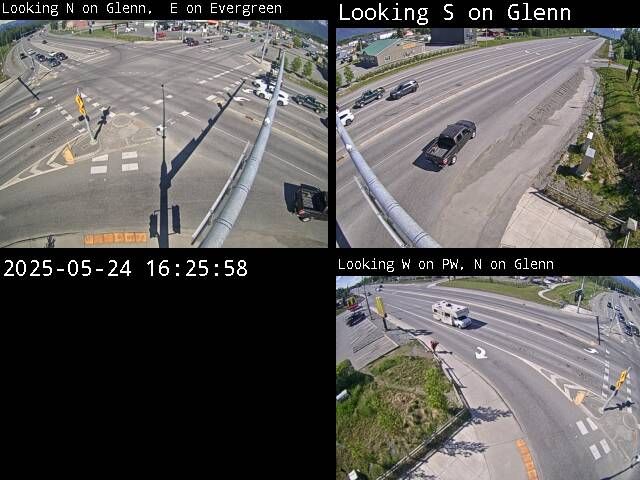 Looking N on Glenn,  E on Evergreen
Looking S on Glenn
2025-05-24 16:25:58
Looking W on PW, N on Glenn